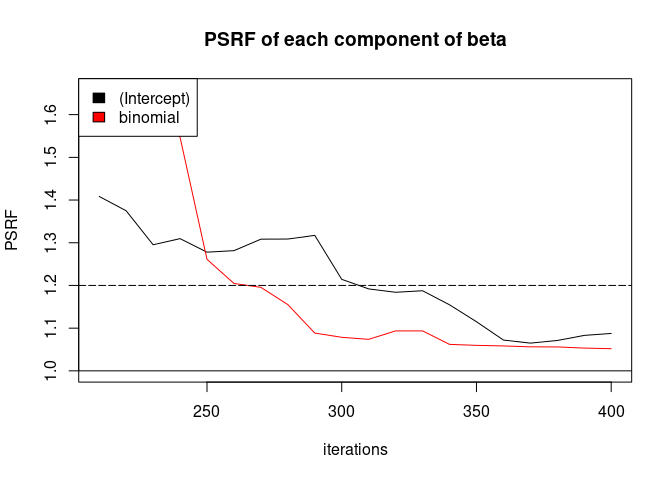 PSRF of each component of beta
(Intercept)
binomial
PSRF
1.6
1.5
1.4
1.3
1.2
1.1
1.0
250 300 350 400
iterations